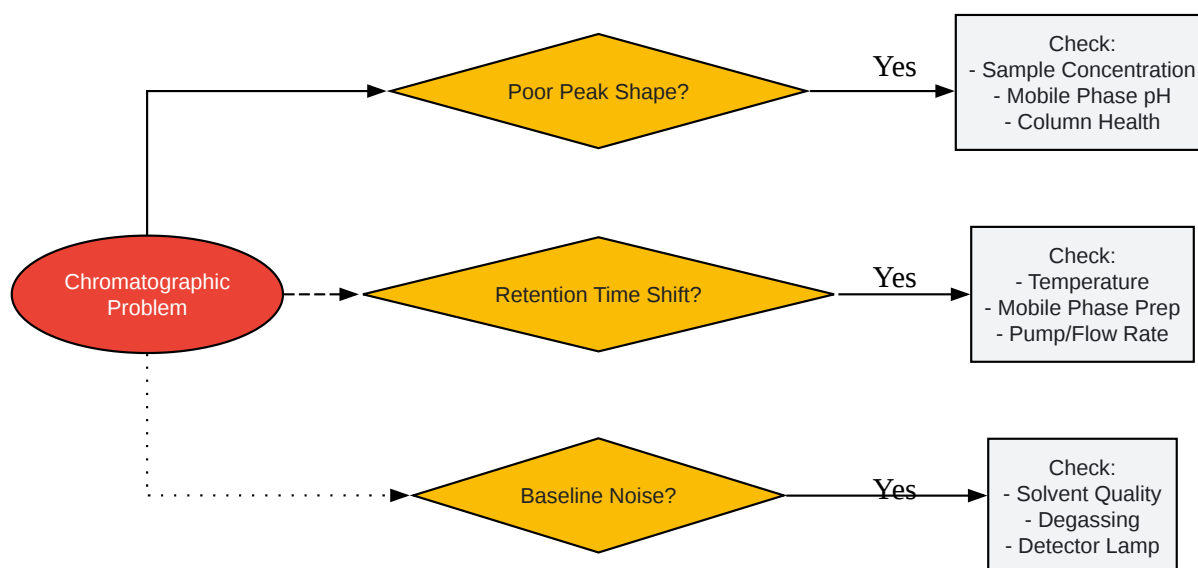 Poor Peak Shape?
Yes
Check:
- Sample Concentration
- Mobile Phase pH
- Column Health
Chromatographic
Problem
Retention Time Shift?
Yes
Check:
- Temperature
- Mobile Phase Prep
- Pump/Flow Rate
Baseline Noise?
Yes
Check:
- Solvent Quality
- Degassing
- Detector Lamp